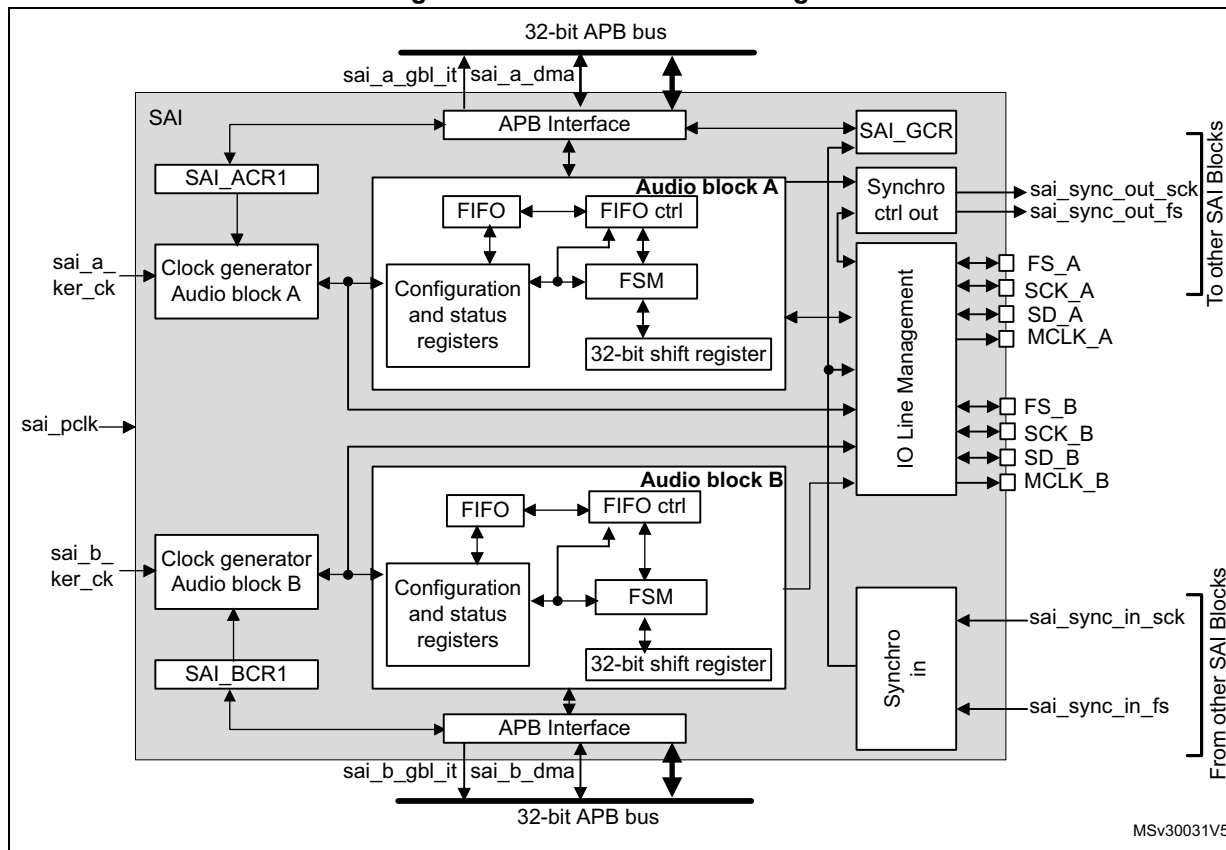 32-bit APB bus
sai_a_gbl_it sai_a_dma
SAI
APB Interface
SAI_GCR
SAI_ACR1
Audio block A
FIFO
FIFO ctrl
Synchro
ctrl out
sai_sync_out_sck
sai_sync_out_fs
To other SAI Blocks
sai_a_
ker_ck
Clock generator
Audio block A
Configuration
and status
registers
FSM
32-bit shift register
IO Line Management
FS_A
SCK_A
SD_A
MCLK_A
sai_pclk
FS_B
SCK_B
SD_B
MCLK_B
Audio block B
FIFO
FIFO ctrl
sai_b_
ker_ck
Clock generator
Audio block B
Configuration
and status
registers
FSM
32-bit shift register
SAI_BCR1
Synchro
in
sai_sync_in_sck
sai_sync_in_fs
From other SAI Blocks
APB Interface
sai_b_gbl_it sai_b_dma
32-bit APB bus
MSv30031V5